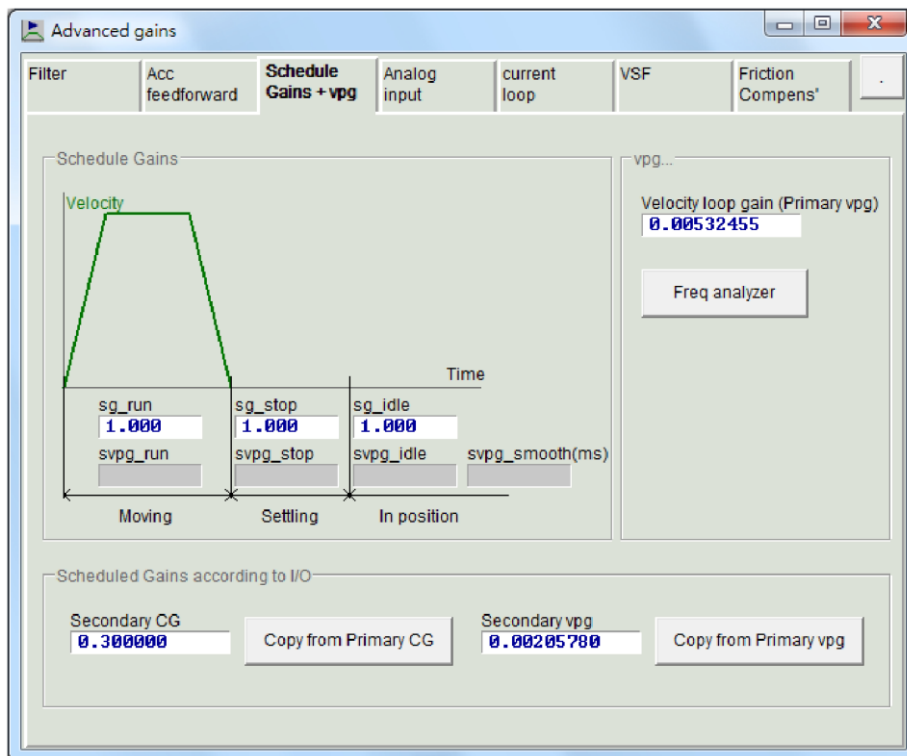 Advanced gains
Filter
Acc feedforward
Schedule Gains + vpg
Analog input
current loop
VSF
Friction Compens'
.
Schedule Gains
Velocity
Time
sg_run
sg_stop
sg_idle
1.000
1.000
1.000
svpg_run
svpg_stop
svpg_idle
svpg_smooth(ms)
Moving
Settling
In position
vpg...
Velocity loop gain (Primary vpg)
0.00532455
Freq analyzer
Scheduled Gains according to I/O
Secondary CG
0.300000
Copy from Primary CG
Secondary vpg
0.00205780
Copy from Primary vpg